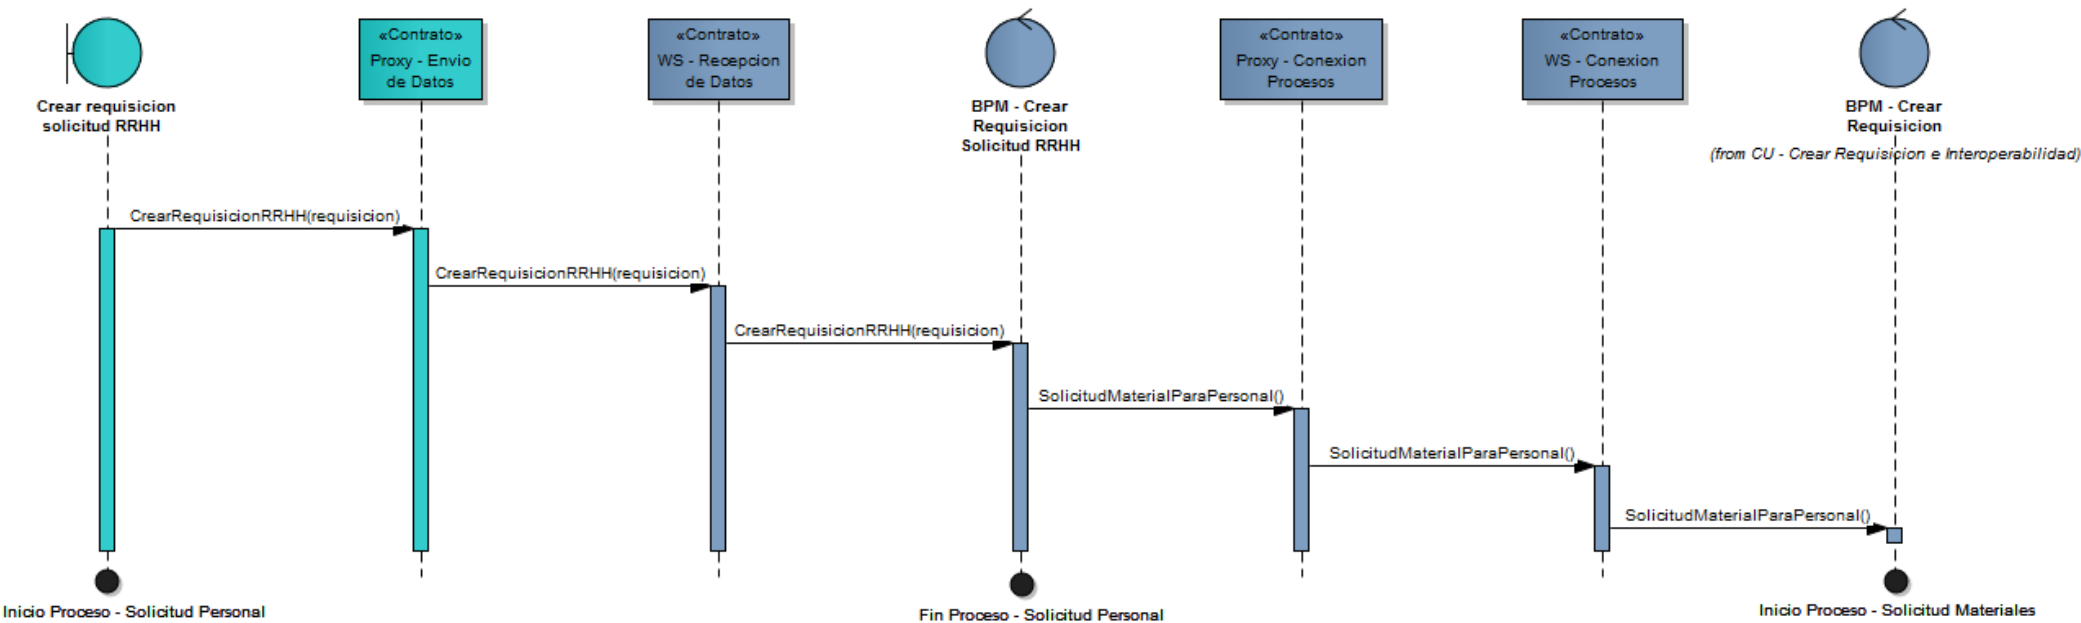 Crear requisicion
solicitud RRHH
«Contrato»
Proxy - Envio
de Datos
«Contrato»
WS - Recepcion
de Datos
BPM - Crear
Requisicion
Solicitud RRHH
«Contrato»
Proxy - Conexion
Procesos
«Contrato»
WS - Conexion
Procesos
BPM - Crear
Requisicion
(from CU - Crear Requisicion e Interoperabilidad)
CrearRequisicionRRHH(requisicion)
CrearRequisicionRRHH(requisicion)
CrearRequisicionRRHH(requisicion)
SolicitudMaterialParaPersonal()
SolicitudMaterialParaPersonal()
SolicitudMaterialParaPersonal()
Inicio Proceso - Solicitud Personal
Fin Proceso - Solicitud Personal
Inicio Proceso - Solicitud Materiales